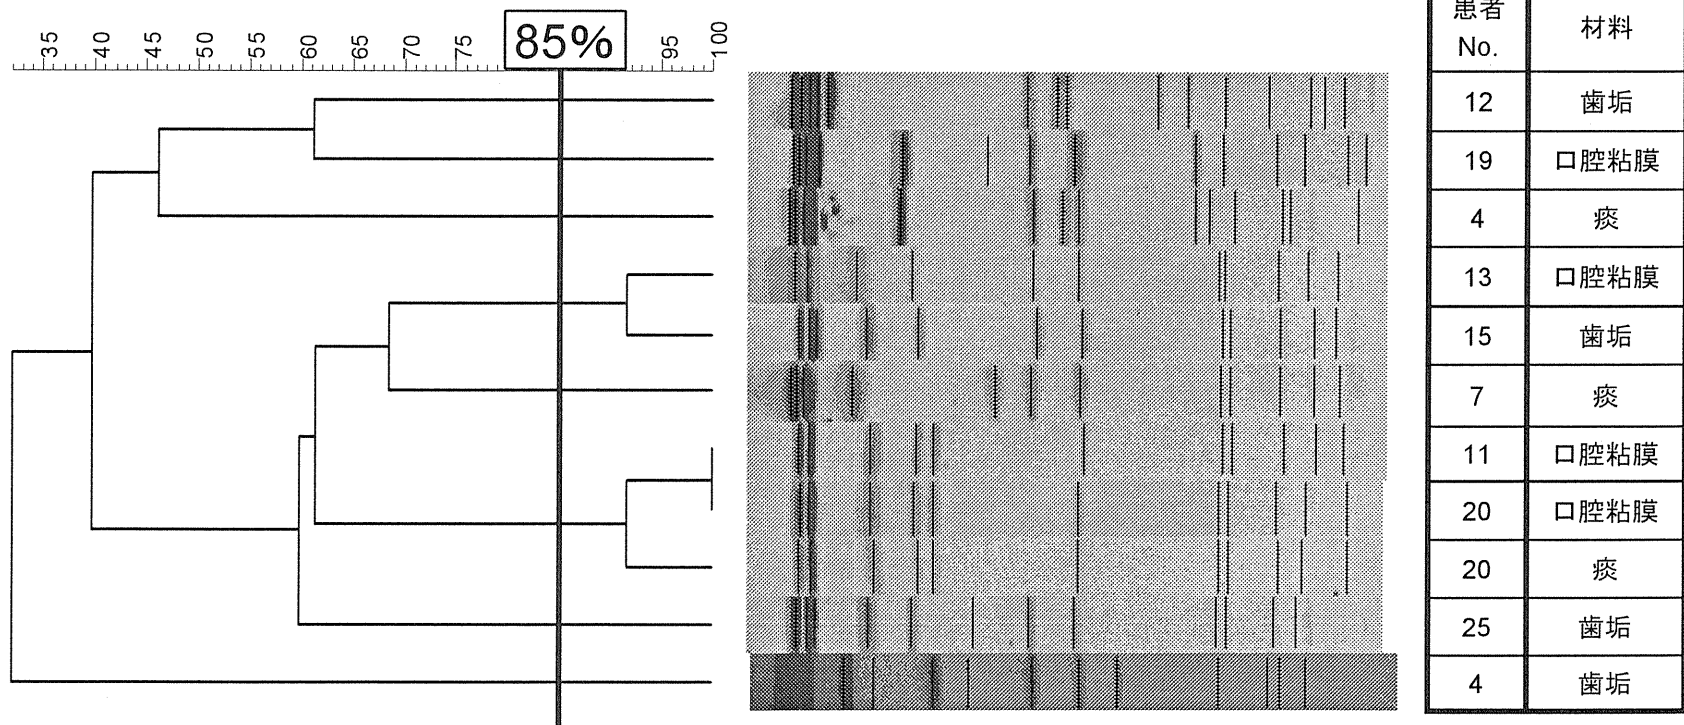 35 40 45 50 55 60 65 70 75 85% 95 100
患者 No. 材料
12 歯垢
19 口腔粘膜
4 痰
13 口腔粘膜
15 歯垢
7 痰
11 口腔粘膜
20 口腔粘膜
20 痰
25 歯垢
4 歯垢